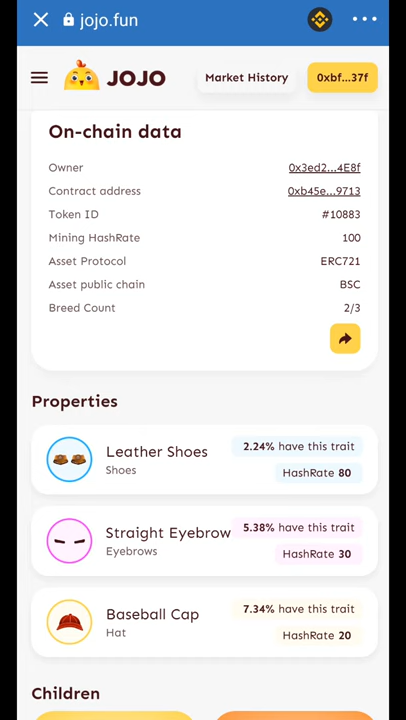 jojo.fun
JOJO
Market History
0xbf...37f
On-chain data
Owner 0x3ed2...4E8f
Contract address 0xb45e...9713
Token ID #10883
Mining HashRate 100
Asset Protocol ERC721
Asset public chain BSC
Breed Count 2/3
Properties
Leather Shoes 2.24% have this trait
Shoes HashRate 80
Straight Eyebrow 5.38% have this trait
Eyebrows HashRate 30
Baseball Cap 7.34% have this trait
Hat HashRate 20
Children